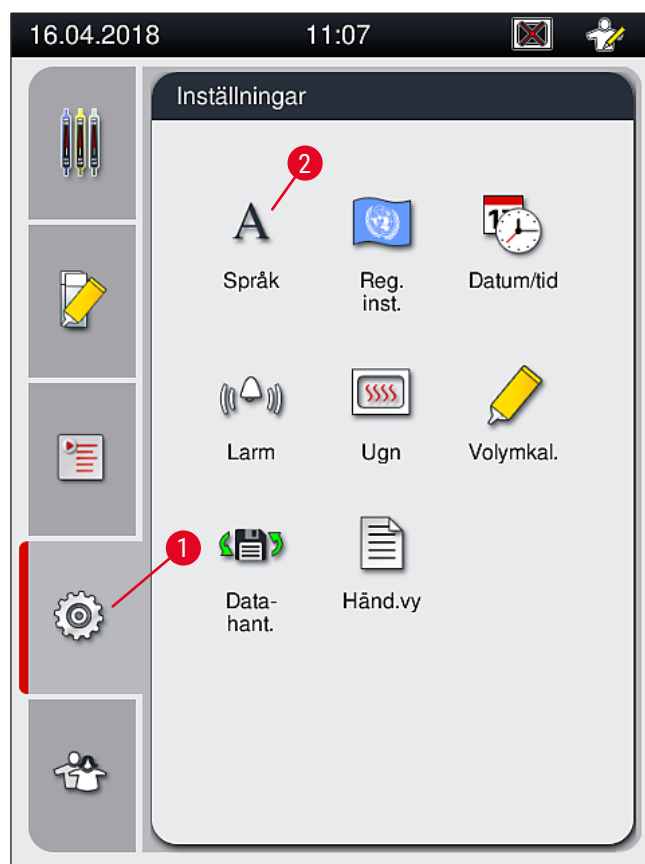 16.04.2018 11:07
Inställningar
2
17
Språk Reg. inst. Datum/tid
Larm Ugn Volymkal.
1
Data-
hant.
Händ.vy